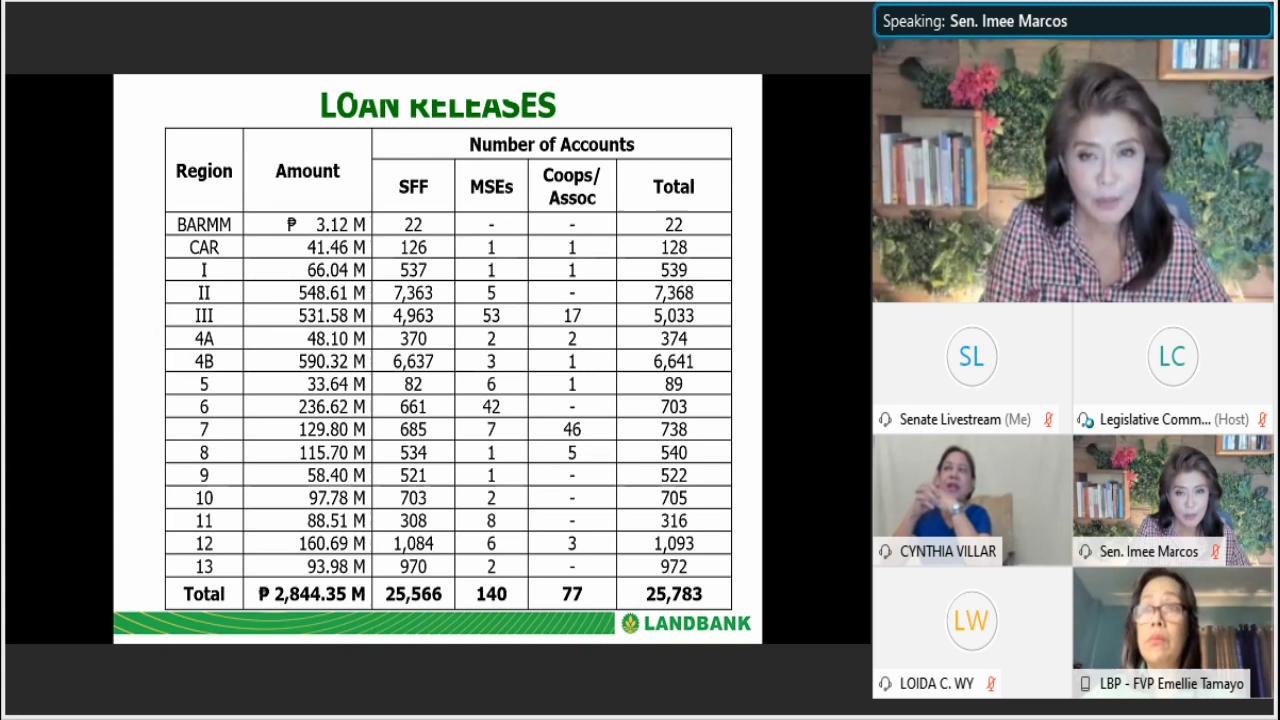 Speaking: Sen. Imee Marcos
LOAN RELEASES
Region Amount Number of Accounts
SFF MSEs Coops/ Assoc Total
BARMM ₱ 3.12 M 22 - - 22
CAR 41.46 M 126 1 1 128
I 66.04 M 537 1 1 539
II 548.61 M 7,363 5 - 7,368
III 531.58 M 4,963 53 17 5,033
4A 48.10 M 370 2 2 374
4B 590.32 M 6,637 3 1 6,641
5 33.64 M 82 6 1 89
6 236.62 M 661 42 - 703
7 129.80 M 685 7 46 738
8 115.70 M 534 1 5 540
9 58.40 M 521 1 - 522
10 97.78 M 703 2 - 705
11 88.51 M 308 8 - 316
12 160.69 M 1,084 6 3 1,093
13 93.98 M 970 2 - 972
Total ₱ 2,844.35 M 25,566 140 77 25,783
LANDBANK
SL
Senate Livestream (Me)
LC
Legislative Comm... (Host)
CYNTHIA VILLAR
Sen. Imee Marcos
LW
LOIDA C. WY
LBP - FVP Emellie Tamayo